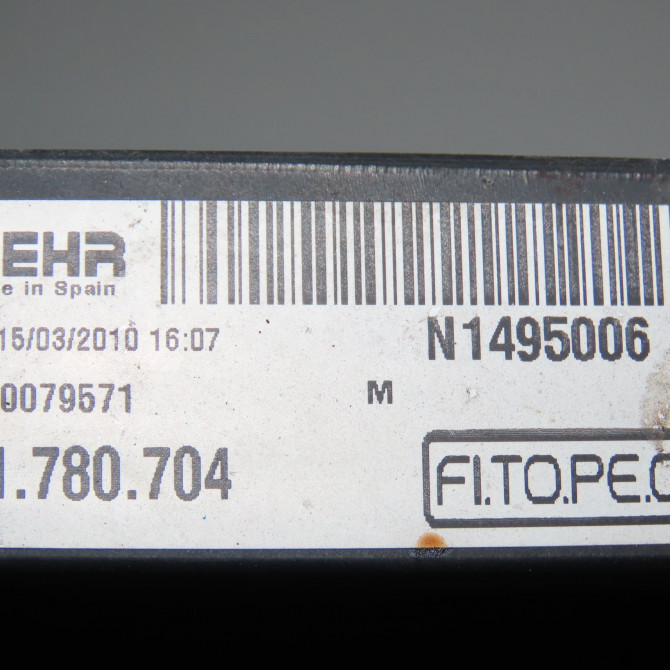 EHR
e in Spain
15/03/2010 16:07
N1495006
0079571
M
1.780.704
FI.TO.PE.